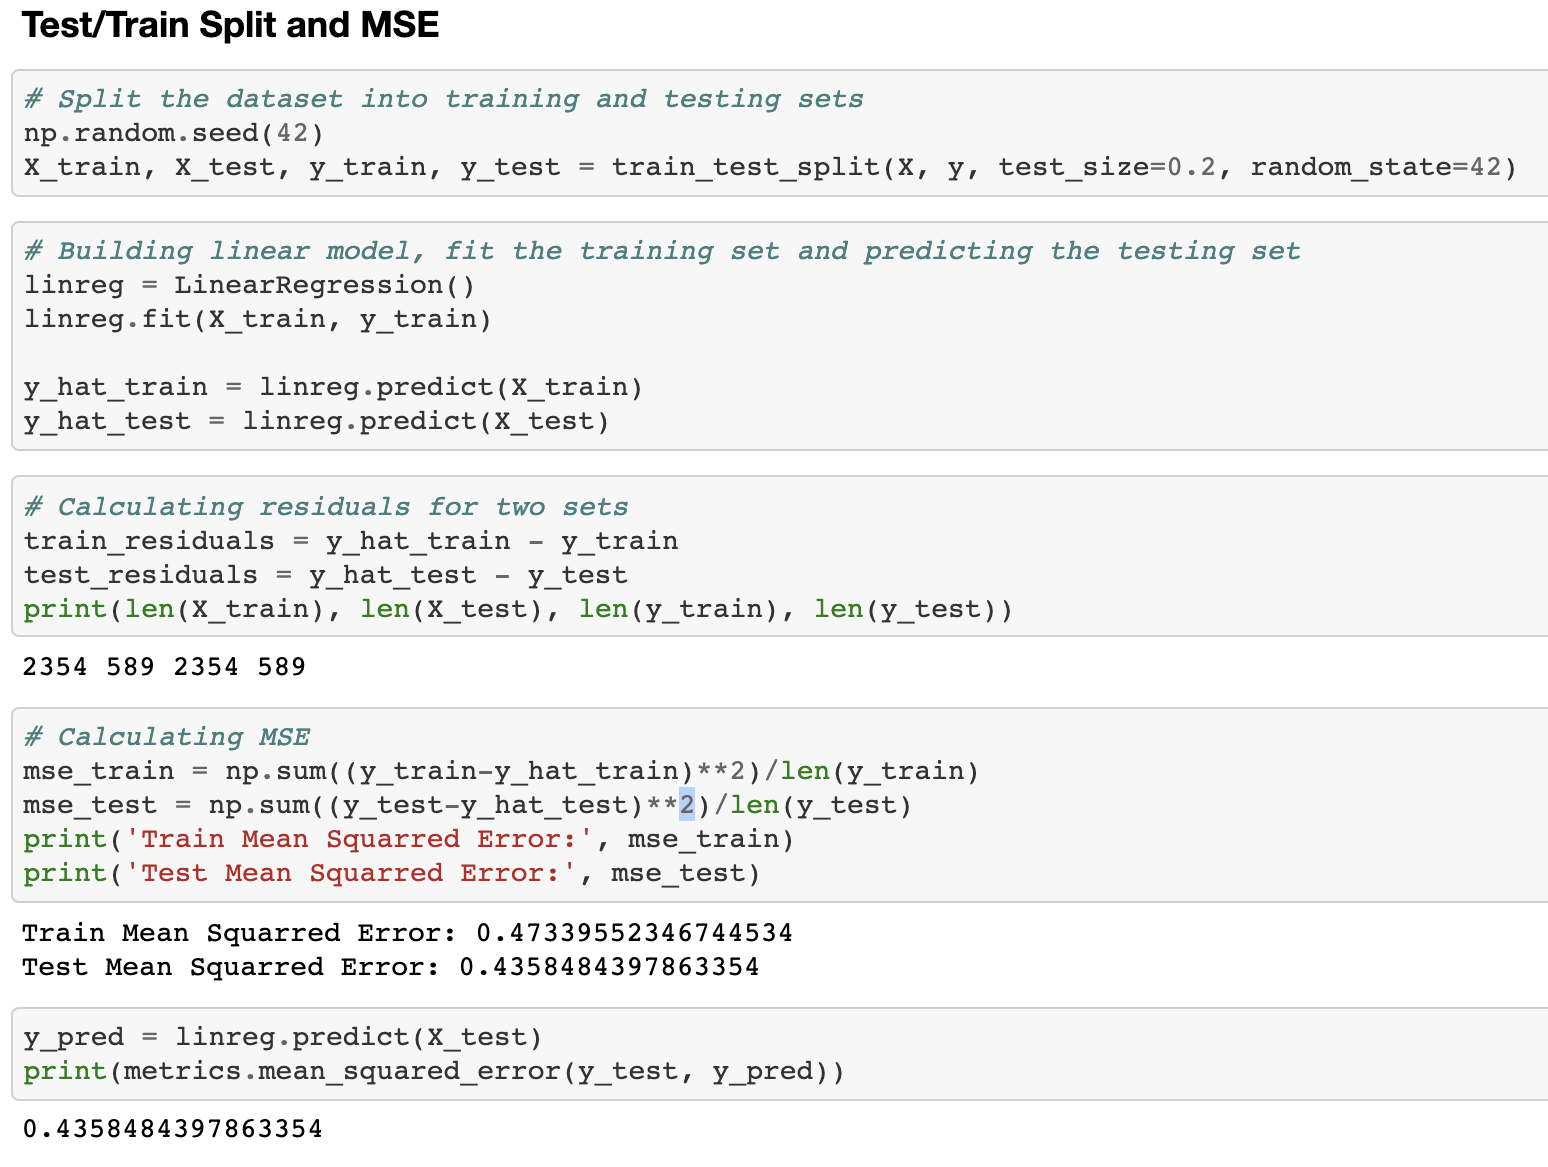 Test/Train Split and MSE
# Split the dataset into training and testing sets
np.random.seed(42)
X_train, X_test, y_train, y_test = train_test_split(X, y, test_size=0.2, random_state=42)
# Building linear model, fit the training set and predicting the testing set
linreg = LinearRegression()
linreg.fit(X_train, y_train)
y_hat_train = linreg.predict(X_train)
y_hat_test = linreg.predict(X_test)
# Calculating residuals for two sets
train_residuals = y_hat_train - y_train
test_residuals = y_hat_test - y_test
print(len(X_train), len(X_test), len(y_train), len(y_test))
2354 589 2354 589
# Calculating MSE
mse_train = np.sum((y_train-y_hat_train)**2)/len(y_train)
mse_test = np.sum((y_test-y_hat_test)**2)/len(y_test)
print('Train Mean Squarred Error:', mse_train)
print('Test Mean Squarred Error:', mse_test)
Train Mean Squarred Error: 0.47339552346744534
Test Mean Squarred Error: 0.4358484397863354
y_pred = linreg.predict(X_test)
print(metrics.mean_squared_error(y_test, y_pred))
0.4358484397863354